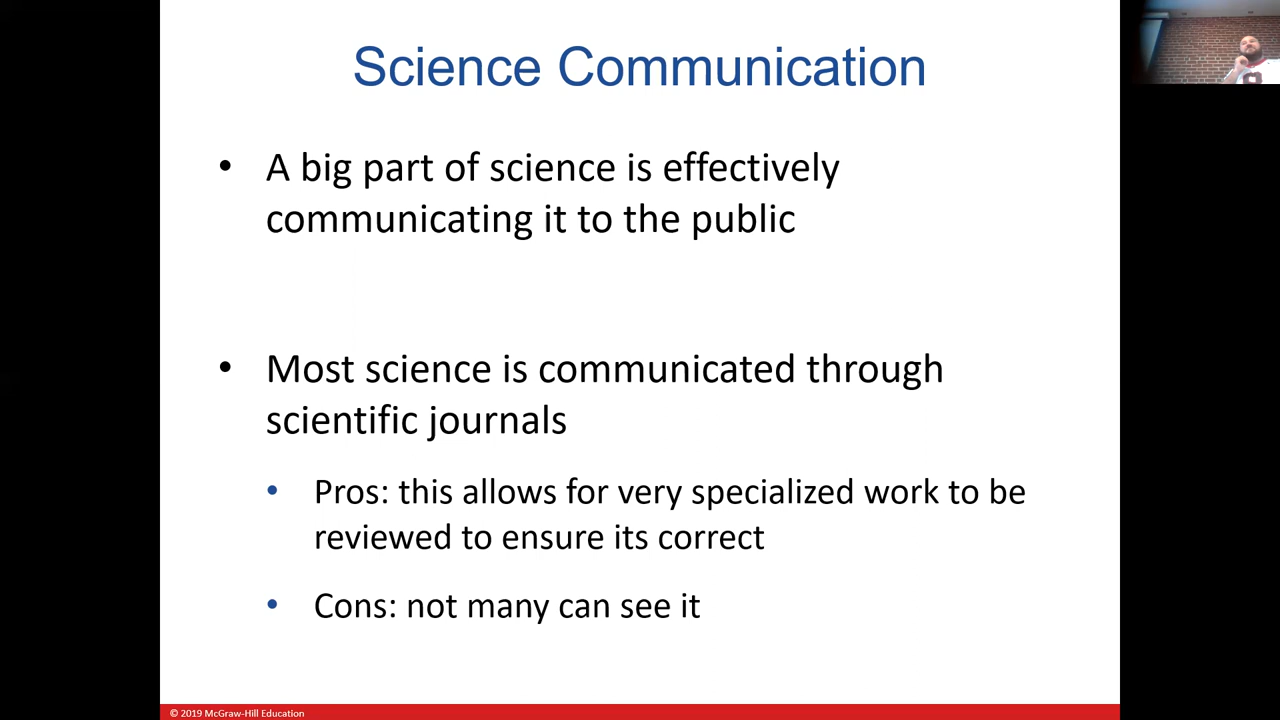 Science Communication
• A big part of science is effectively
communicating it to the public
• Most science is communicated through
scientific journals
• Pros: this allows for very specialized work to be
reviewed to ensure its correct
• Cons: not many can see it
© 2019 McGraw-Hill Education